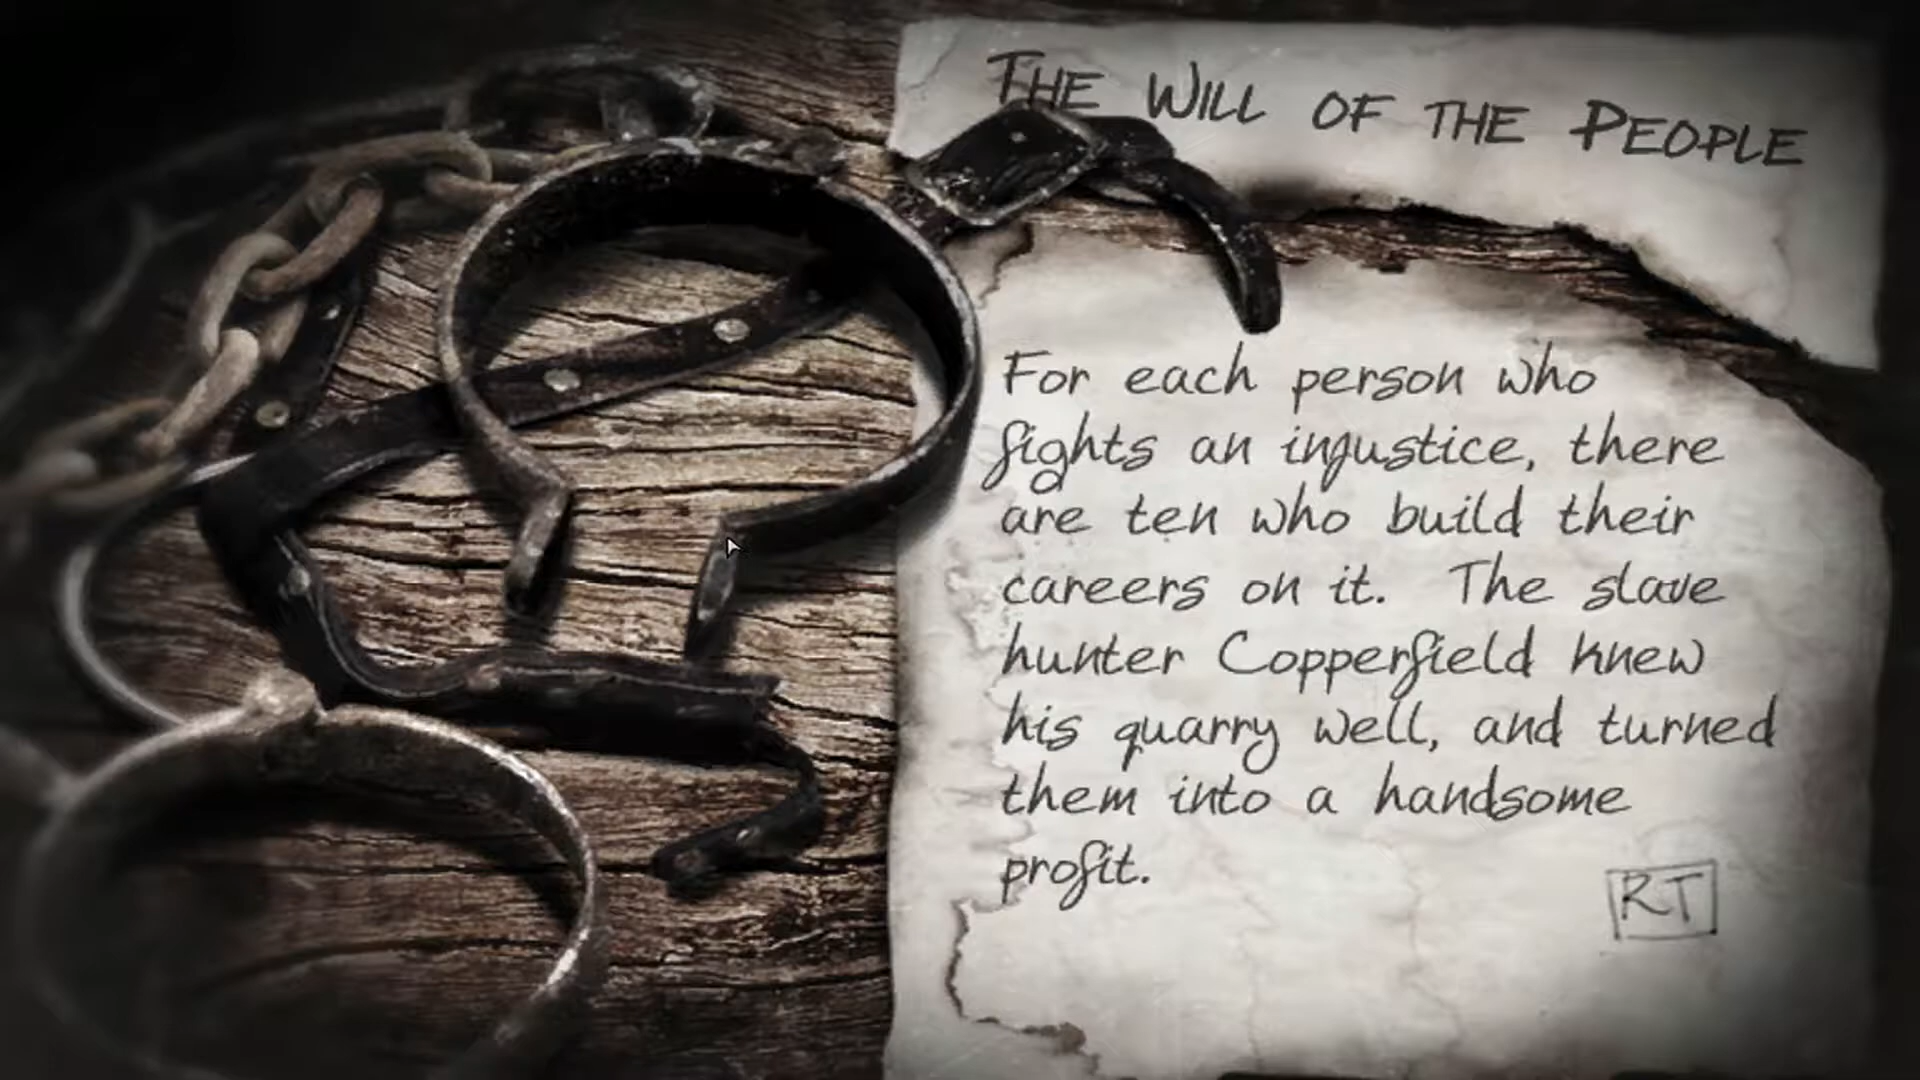 THE WILL OF THE PEOPLE
For each person who
fights an injustice, there
are ten who build their
careers on it. The slave
hunter Copperfield knew
his quarry well, and turned
them into a handsome
profit.
RT